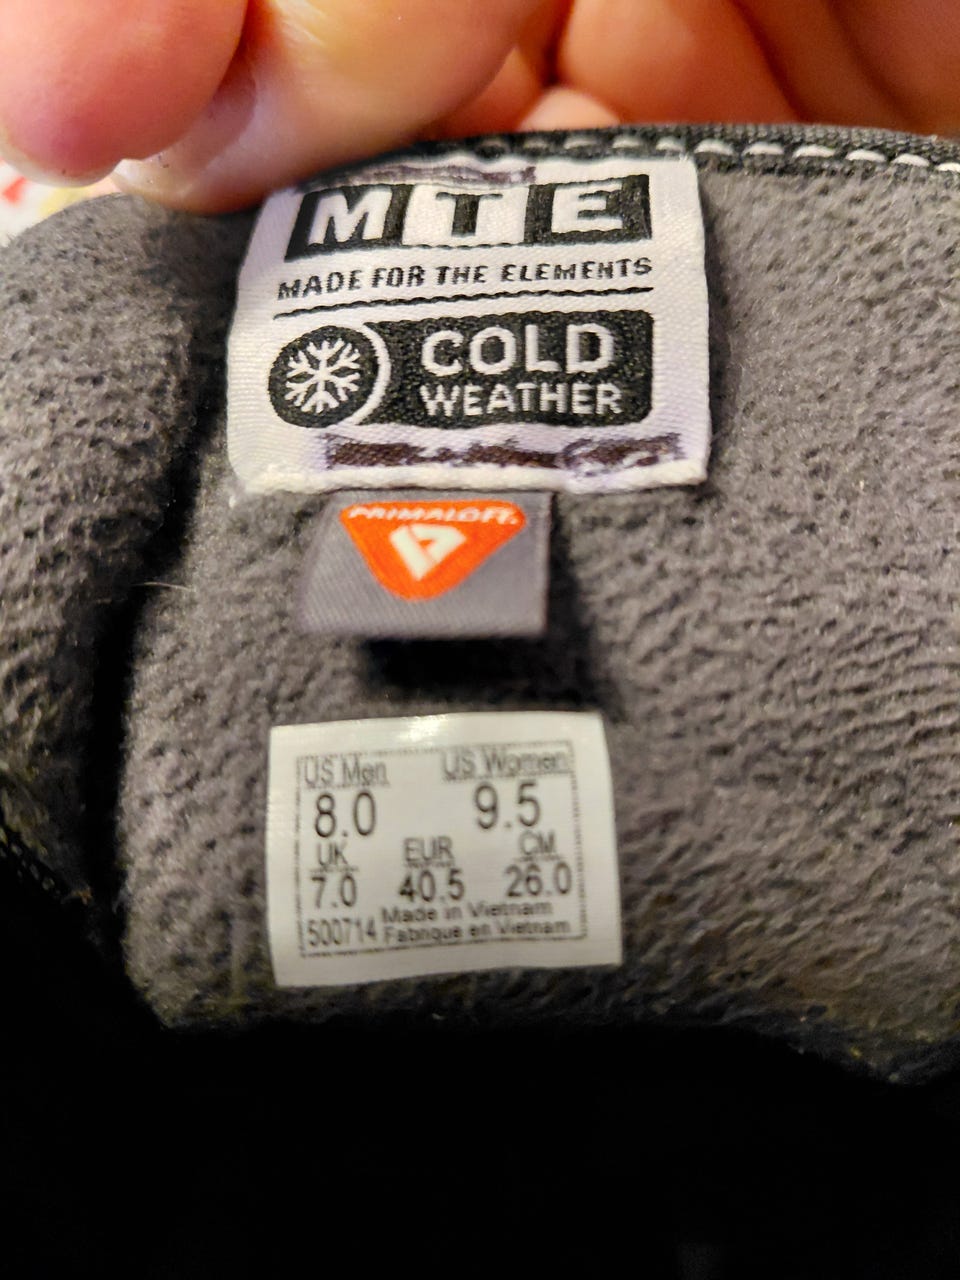 MTE
MADE FOR THE ELEMENTS
COLD
WEATHER
PRIMALOFT
US Men US Women
8.0 9.5
UK EUR CM
7.0 40.5 26.0
Made in Vietnam
500714 Fabrique en Vietnam